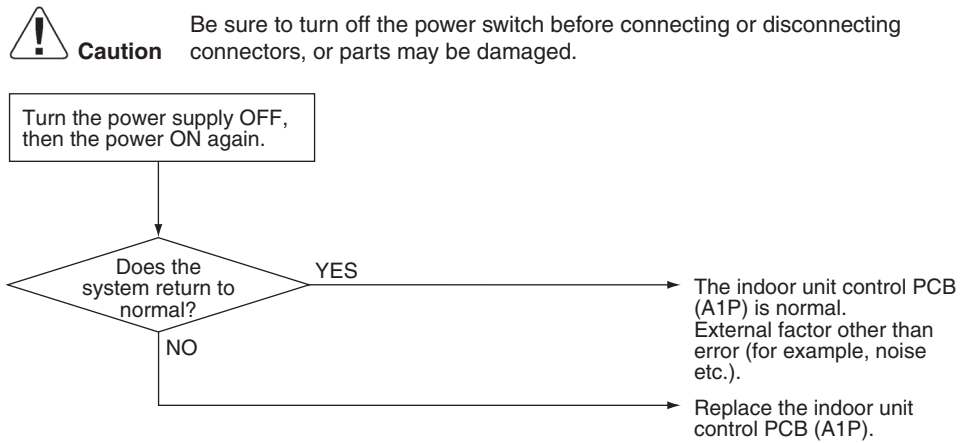 Be sure to turn off the power switch before connecting or disconnecting
Caution connectors, or parts may be damaged.
Turn the power supply OFF,
then the power ON again.
Does the
system return to
normal?
YES
NO
The indoor unit control PCB
(A1P) is normal.
External factor other than
error (for example, noise
etc.).
Replace the indoor unit
control PCB (A1P).